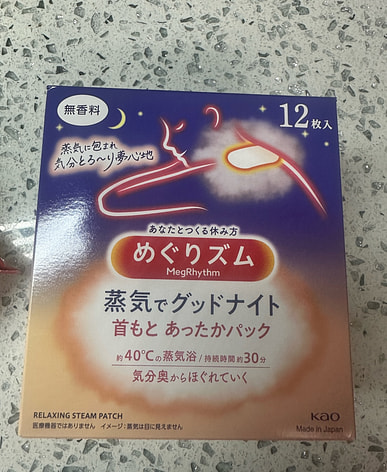 無香料
12枚入
蒸気に包まれ
気分とろ〜り夢心地
あなたとつくる休み方
めぐりズム
MegRhythm
蒸気でグッドナイト
首もと あったかパック
約40℃の蒸気浴/持続時間 約30分
気分奥からほぐれていく
RELAXING STEAM PATCH
医療機器ではありません イメージ:蒸気は目に見えません
Kao
Made in Japan